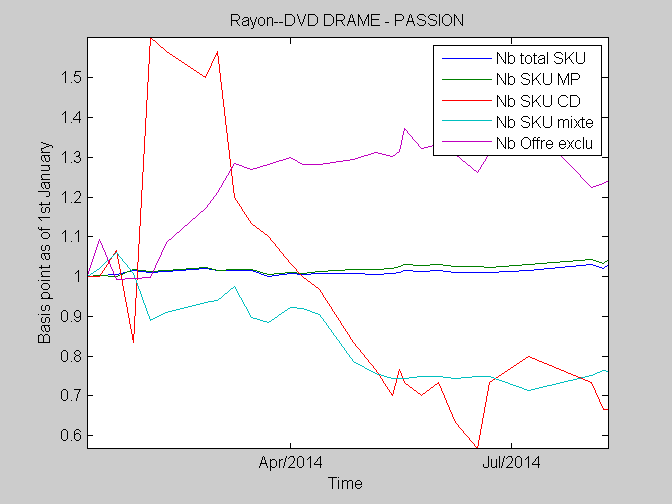 Rayon--DVD DRAME - PASSION
Nb total SKU
Nb SKU MP
Nb SKU CD
Nb SKU mixte
Nb Offre exclu
Basis point as of 1st January
1.5
1.4
1.3
1.2
1.1
1
0.9
0.8
0.7
0.6
Apr/2014
Jul/2014
Time